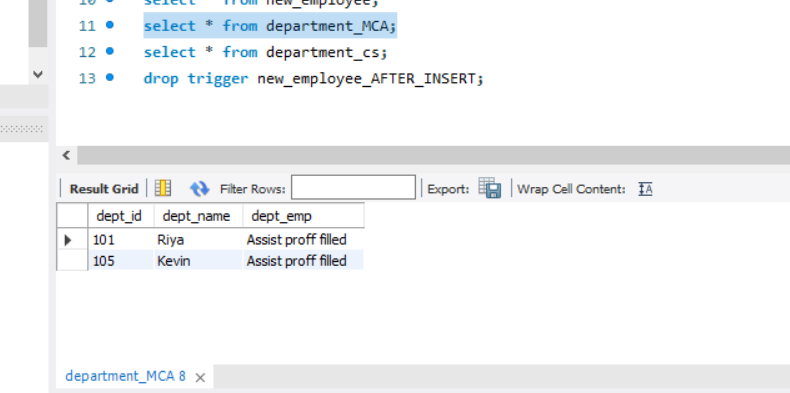 10 select * from new_employee;
11 select * from department_MCA;
12 select * from department_cs;
13 drop trigger new_employee_AFTER_INSERT;
Result Grid Filter Rows: Export: Wrap Cell Content: IA
dept_id dept_name dept_emp
101 Riya Assist proff filled
105 Kevin Assist proff filled
department_MCA 8 ×